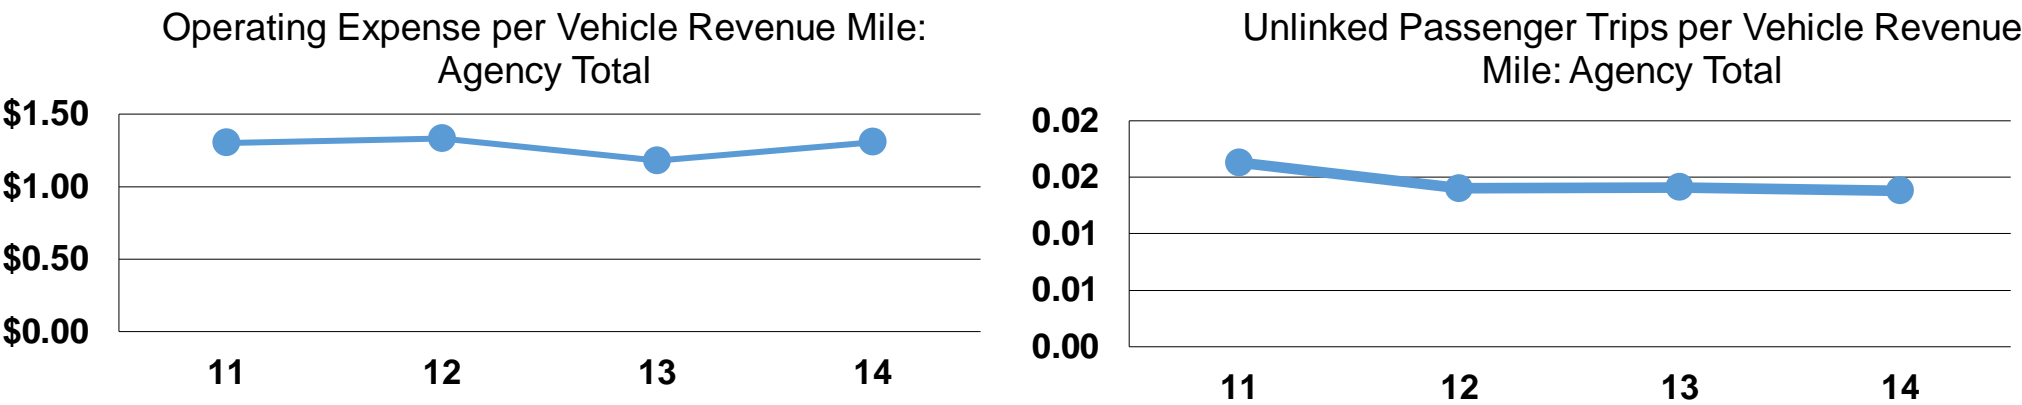 Operating Expense per Vehicle Revenue Mile:
Agency Total
$1.50
$1.00
$0.50
$0.00
11 12 13 14
Unlinked Passenger Trips per Vehicle Revenue
Mile: Agency Total
0.02
0.02
0.01
0.01
0.00
11 12 13 14